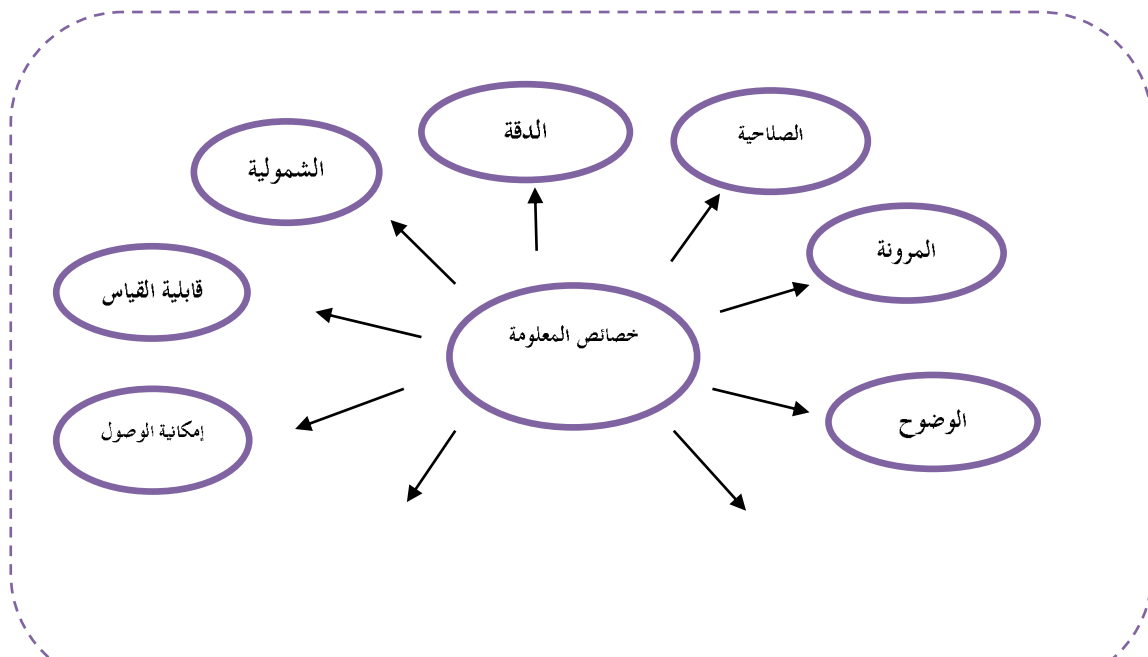 الدقة
الصلاحية
الشمولية
المرونة
قابلية القياس
خصائص المعلومة
الوضوح
إمكانية الوصول